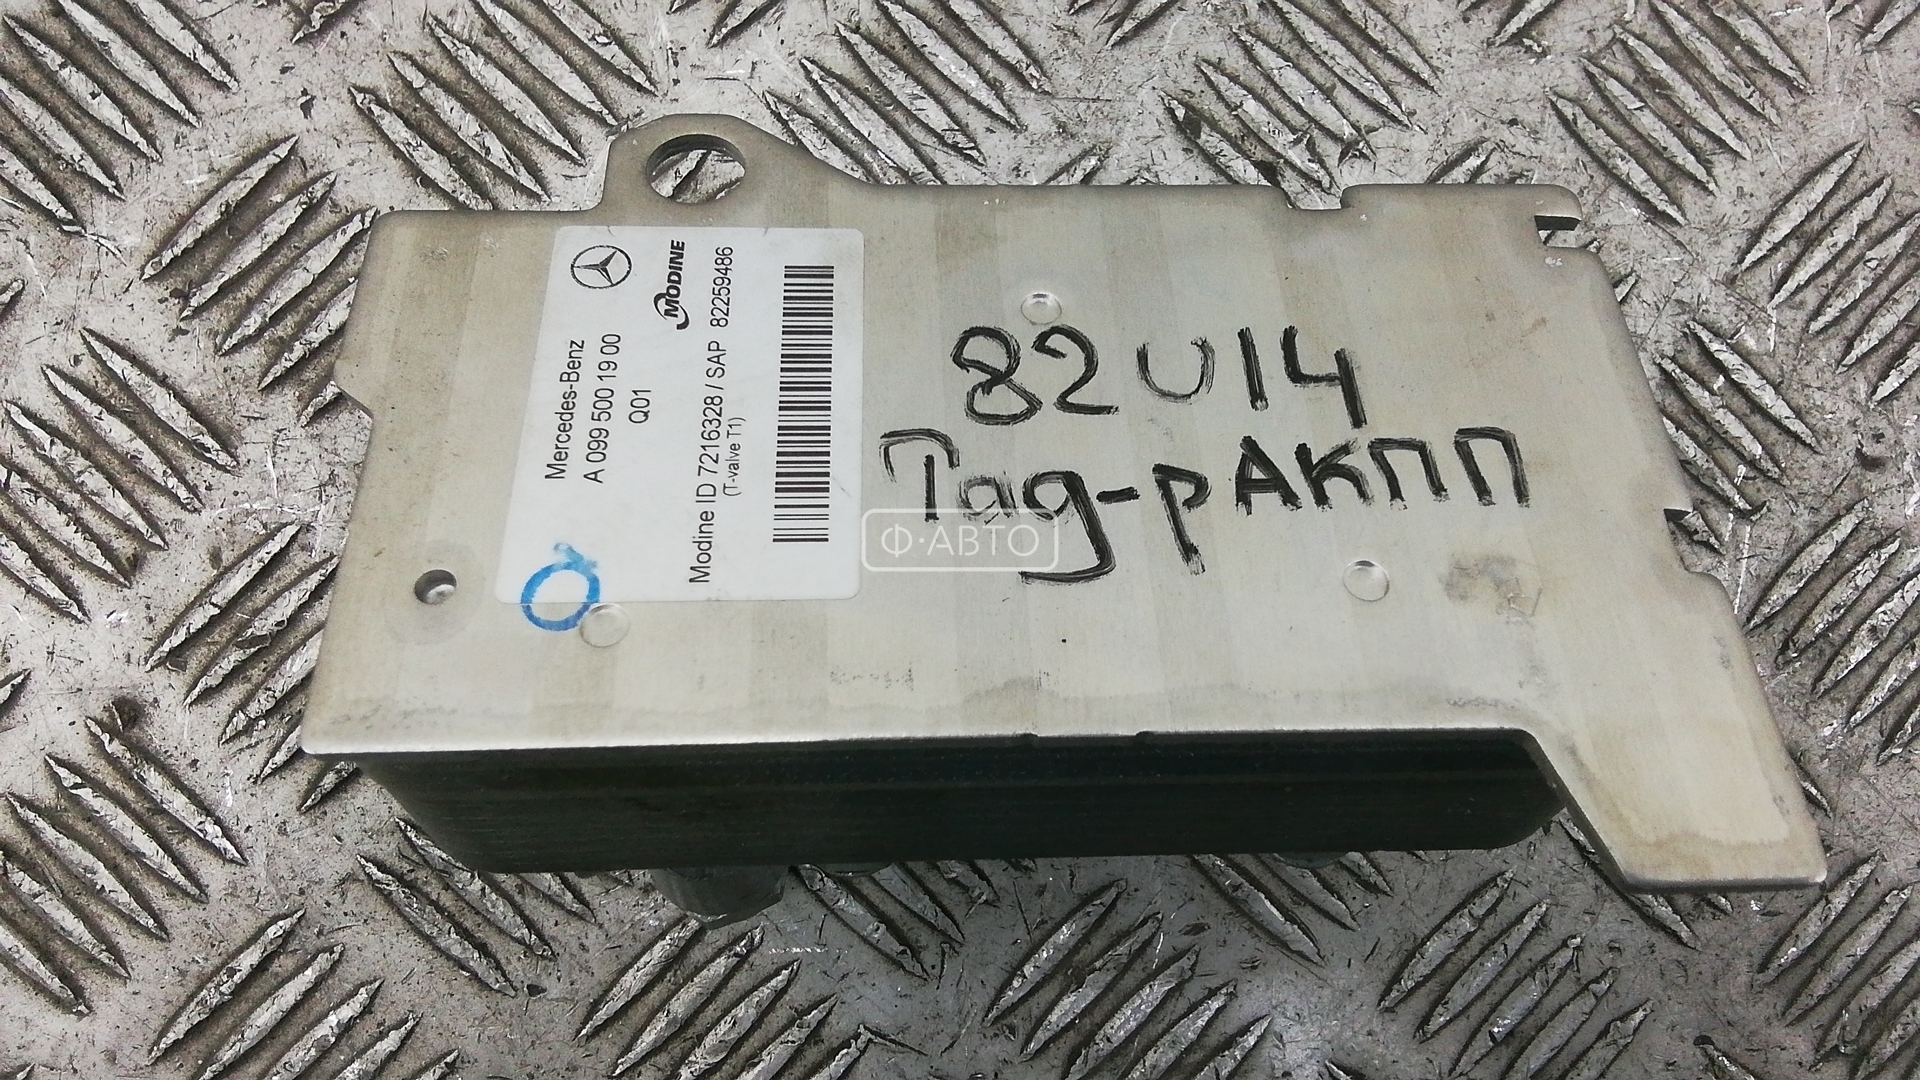 Mercedes-Benz
A 099 500 19 00
Q01
MODINE
Modine ID 7216328 / SAP 82259486
(T-valve T1)
82U14
Рад-рАКПП
Ф·АВТО